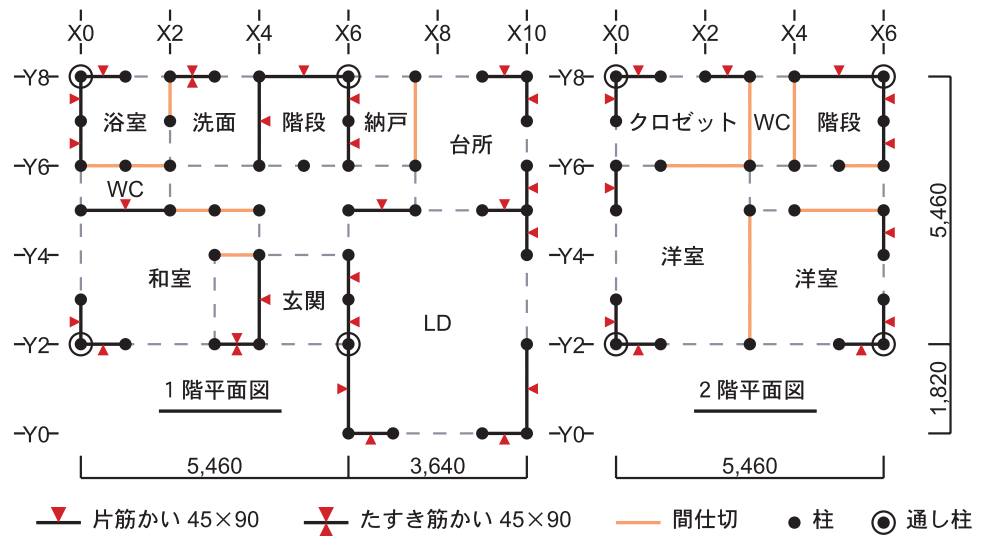 X0 X2 X4 X6 X8 X10
Y8
浴室 洗面 階段 納戸 台所
Y6
WC
Y4
和室 玄関 LD
Y2
1階平面図
Y0
5,460 3,640
X0 X2 X4 X6
Y8
クロゼット WC 階段
Y6
洋室 洋室
Y4
Y2
2階平面図
Y0
5,460
5,460
1,820
片筋かい 45×90 たすき筋かい 45×90 間仕切 柱 通し柱